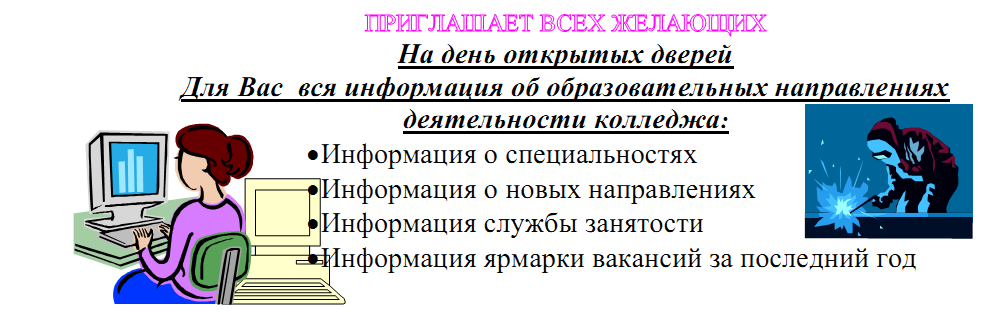 ПРИГЛАШАЕТ ВСЕХ ЖЕЛАЮЩИХ
На день открытых дверей
Для Вас вся информация об образовательных направлениях
деятельности колледжа:
•Информация о специальностях
•Информация о новых направлениях
•Информация службы занятости
•Информация ярмарки вакансий за последний год